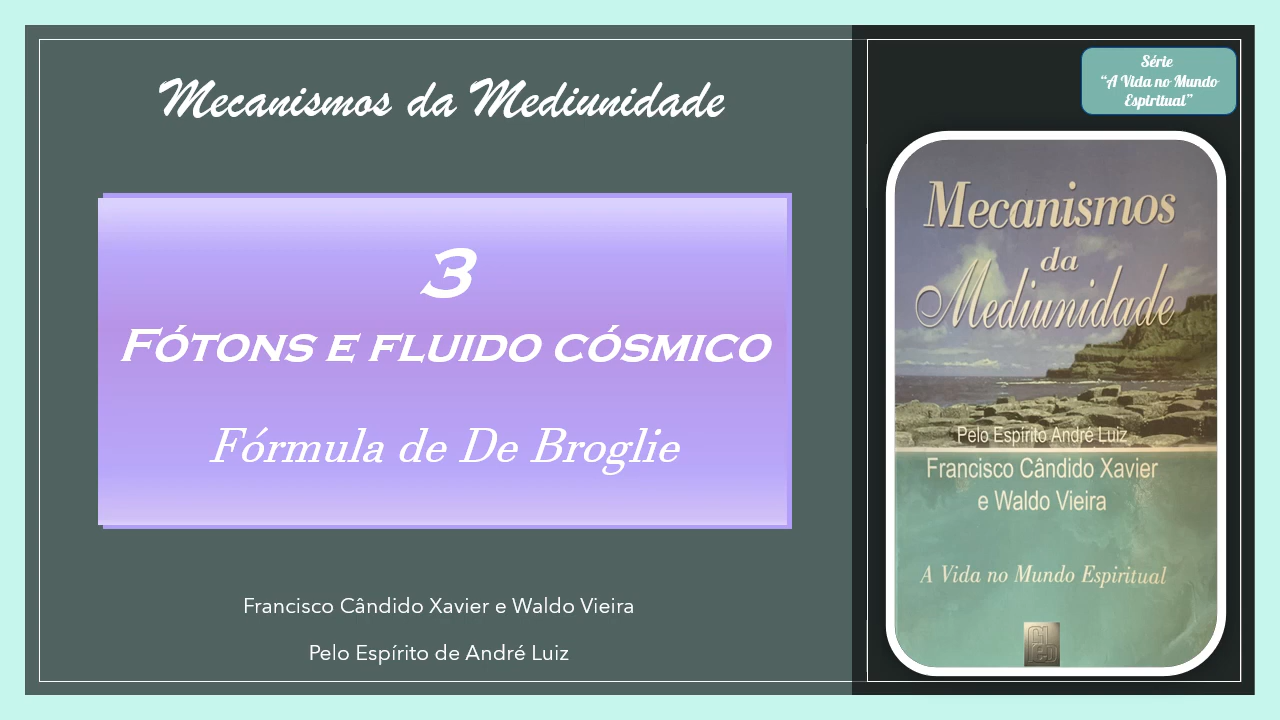 Mecanismos da Mediunidade
3
FÓTONS E FLUIDO CÓSMICO
Fórmula de De Broglie
Francisco Cândido Xavier e Waldo Vieira
Pelo Espírito de André Luiz
Série
“A Vida no Mundo
Espiritual”
Mecanismos
da
Mediunidade
Pelo Espírito André Luiz
Francisco Cândido Xavier
e Waldo Vieira
A Vida no Mundo Espiritual